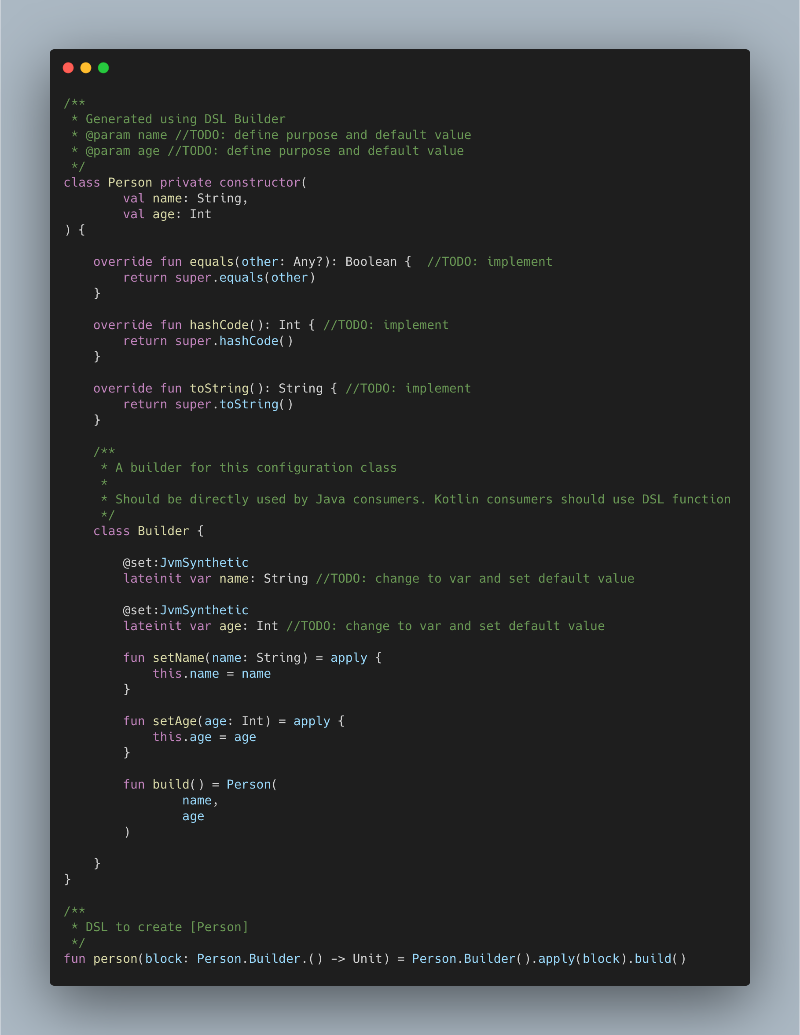 /**
 * Generated using DSL Builder
 * @param name //TODO: define purpose and default value
 * @param age //TODO: define purpose and default value
 */
class Person private constructor(
        val name: String,
        val age: Int
) {

    override fun equals(other: Any?): Boolean {  //TODO: implement
        return super.equals(other)
    }

    override fun hashCode(): Int { //TODO: implement
        return super.hashCode()
    }

    override fun toString(): String { //TODO: implement
        return super.toString()
    }

    /**
     * A builder for this configuration class
     *
     * Should be directly used by Java consumers. Kotlin consumers should use DSL function
     */
    class Builder {

        @set:JvmSynthetic
        lateinit var name: String //TODO: change to var and set default value

        @set:JvmSynthetic
        lateinit var age: Int //TODO: change to var and set default value

        fun setName(name: String) = apply {
            this.name = name
        }

        fun setAge(age: Int) = apply {
            this.age = age
        }

        fun build() = Person(
                name,
                age
        )

    }
}

/**
 * DSL to create [Person]
 */
fun person(block: Person.Builder.() -> Unit) = Person.Builder().apply(block).build()